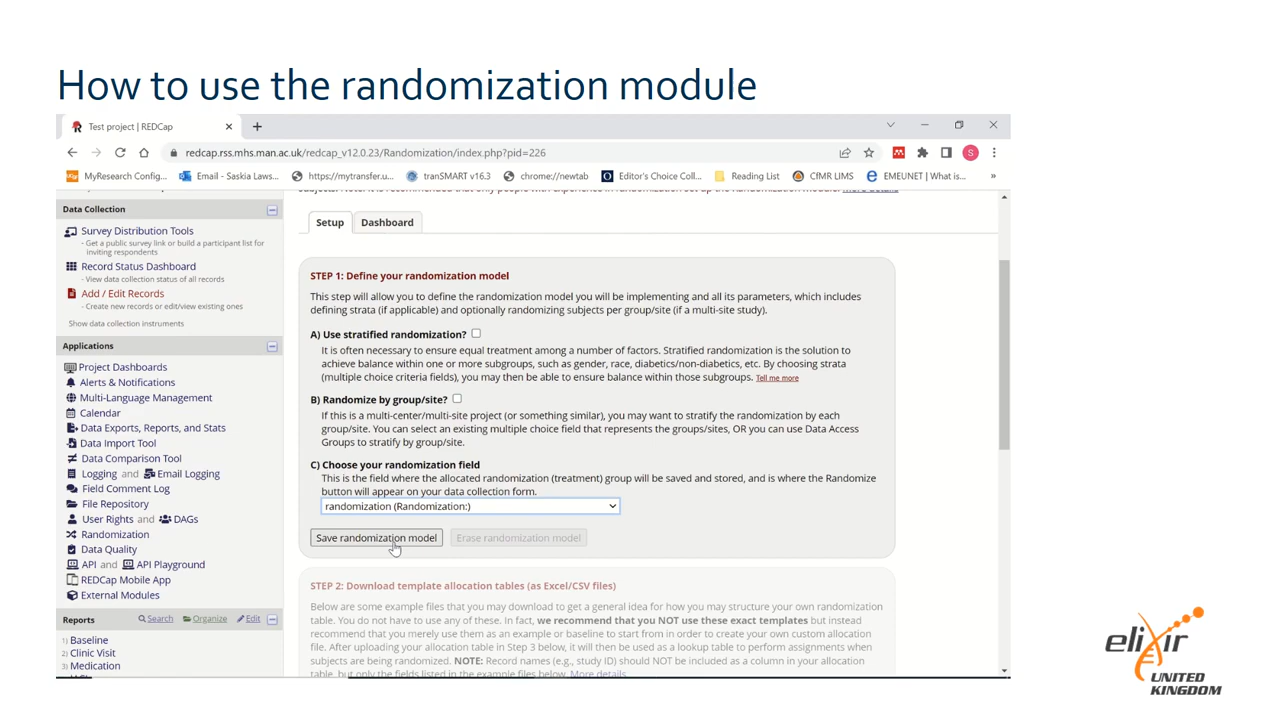 How to use the randomization module
Test project | REDCap
redcap.rss.mhs.man.ac.uk/redcap_v12.0.23/Randomization/index.php?pid=226
S
MyResearch Config...
Email - Saskia Laws...
https://mytransfer.u...
tranSMART v16.3
chrome://newtab
Editor's Choice Coll...
Reading List
CfMR LIMS
EMEUNET | What is...
»
Data Collection
Survey Distribution Tools
- Get a public survey link or build a participant list for
inviting respondents
Record Status Dashboard
- View data collection status of all records
Add / Edit Records
- Create new records or edit/view existing ones
Show data collection instruments
Applications
Project Dashboards
Alerts & Notifications
Multi-Language Management
Calendar
Data Exports, Reports, and Stats
Data Import Tool
Data Comparison Tool
Logging and Email Logging
Field Comment Log
File Repository
User Rights and DAGs
Randomization
Data Quality
API and API Playground
REDCap Mobile App
External Modules
Reports Search Organize Edit
1) Baseline
2) Clinic Visit
3) Medication
Setup
Dashboard
STEP 1: Define your randomization model
This step will allow you to define the randomization model you will be implementing and all its parameters, which includes
defining strata (if applicable) and optionally randomizing subjects per group/site (if a multi-site study).
A) Use stratified randomization?
It is often necessary to ensure equal treatment among a number of factors. Stratified randomization is the solution to
achieve balance within one or more subgroups, such as gender, race, diabetics/non-diabetics, etc. By choosing strata
(multiple choice criteria fields), you may then be able to ensure balance within those subgroups. Tell me more
B) Randomize by group/site?
If this is a multi-center/multi-site project (or something similar), you may want to stratify the randomization by each
group/site. You can select an existing multiple choice field that represents the groups/sites, OR you can use Data Access
Groups to stratify by group/site.
C) Choose your randomization field
This is the field where the allocated randomization (treatment) group will be saved and stored, and is where the Randomize
button will appear on your data collection form.
randomization (Randomization:)
Save randomization model
Erase randomization model
STEP 2: Download template allocation tables (as Excel/CSV files)
Below are some example files that you may download to get a general idea for how you may structure your own randomization
table. You do not have to use any of these. In fact, we recommend that you NOT use these exact templates but instead
recommend that you merely use them as an example or baseline to start from in order to create your own custom allocation
file. After uploading your allocation table in Step 3 below, it will then be used as a lookup table to perform assignments when
subjects are being randomized. NOTE: Record names (e.g., study ID) should NOT be included as a column in your allocation
table, but only the fields listed in the example files below. More details
elixir
UNITED
KINGDOM